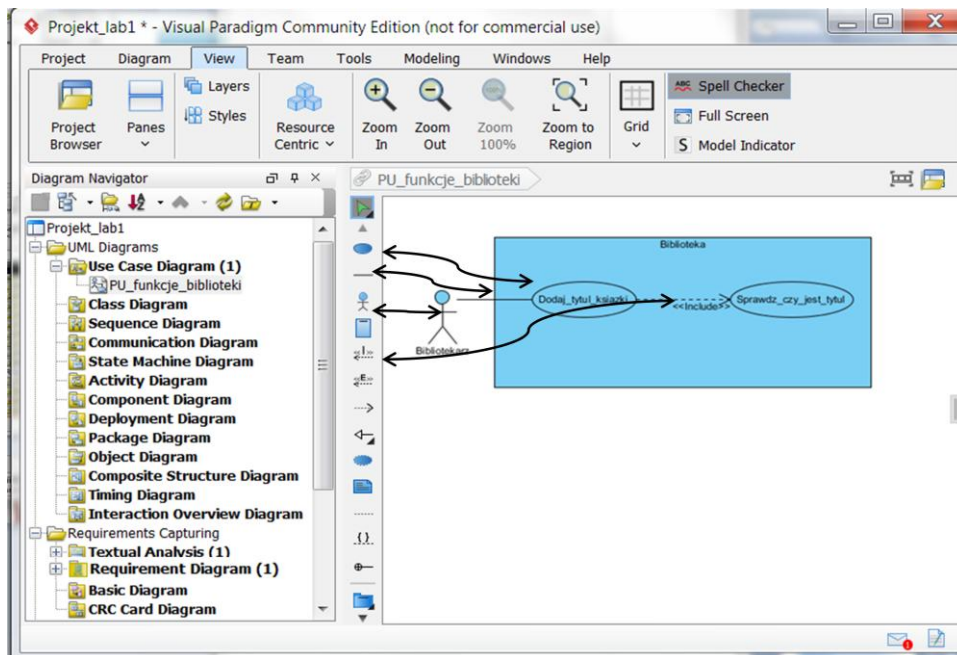 Projekt_lab1 * - Visual Paradigm Community Edition (not for commercial use)
Project Diagram View Team Tools Modeling Windows Help
Project Browser
Panes
Layers
Styles
Resource Centric
Zoom In
Zoom Out
Zoom 100%
Zoom to Region
Grid
ABC Spell Checker
Full Screen
S Model Indicator
Diagram Navigator
PU_funkcje_biblioteki
Projekt_lab1
UML Diagrams
Use Case Diagram (1)
PU_funkcje_biblioteki
Class Diagram
Sequence Diagram
Communication Diagram
State Machine Diagram
Activity Diagram
Component Diagram
Deployment Diagram
Package Diagram
Object Diagram
Composite Structure Diagram
Timing Diagram
Interaction Overview Diagram
Requirements Capturing
Textual Analysis (1)
Requirement Diagram (1)
Basic Diagram
CRC Card Diagram
«I»
«E»
{}
Biblioteka
Dodaj_tytul_ksiazki
<<Include>>
Sprawdz_czy_jest_tytul
Bibliotekarz